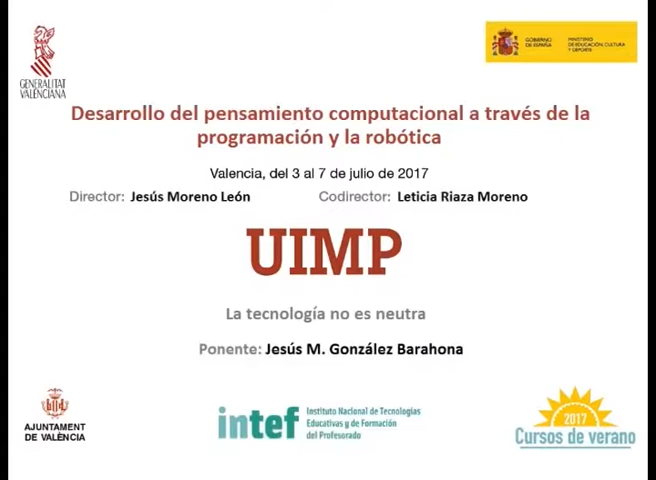 GENERALITAT
VALENCIANA
GOBIERNO
DE ESPAÑA
MINISTERIO
DE EDUCACIÓN, CULTURA
Y DEPORTE
Desarrollo del pensamiento computacional a través de la
programación y la robótica
Valencia, del 3 al 7 de julio de 2017
Director: Jesús Moreno León
Codirector: Leticia Riaza Moreno
UIMP
La tecnología no es neutra
Ponente: Jesús M. González Barahona
AJUNTAMENT
DE VALÈNCIA
intef
Instituto Nacional de Tecnologías
Educativas y de Formación
del Profesorado
2017
Cursos de verano